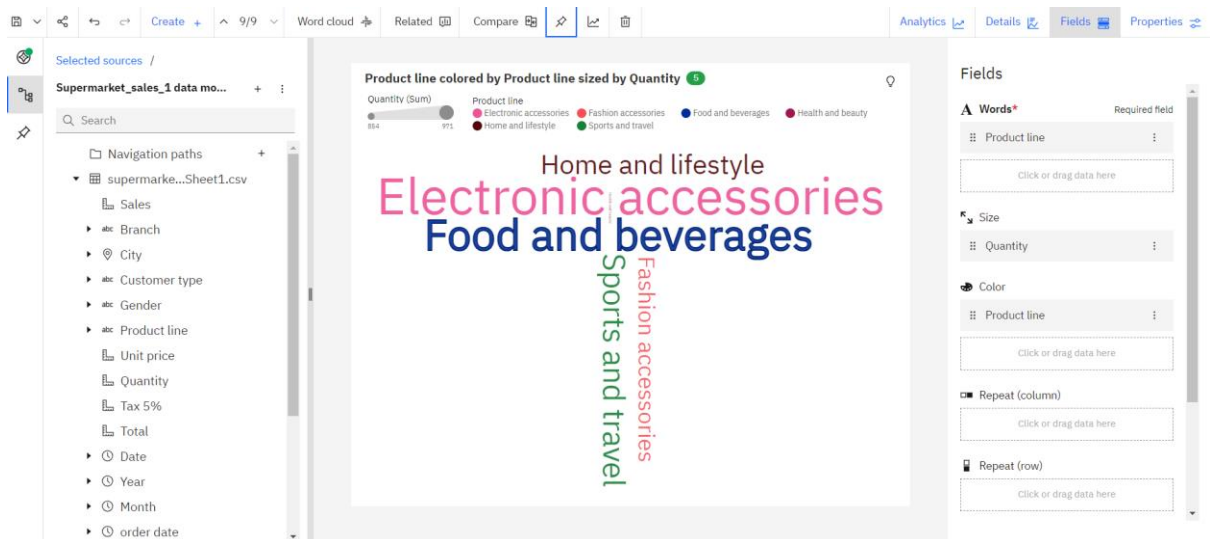 Create +
9/9
Word cloud
Related
Compare
Analytics
Details
Fields
Properties
Selected sources /
Supermarket_sales_1 data mo...
Search
Navigation paths
supermarke...Sheet1.csv
Sales
abc Branch
City
abc Customer type
abc Gender
abc Product line
Unit price
Quantity
Tax 5%
Total
Date
Year
Month
order date
Product line colored by Product line sized by Quantity 5
Quantity (Sum)
854 971
Product line
Electronic accessories Fashion accessories Food and beverages Health and beauty
Home and lifestyle Sports and travel
Home and lifestyle
Electronic accessories
Food and beverages
Sports and travel
Fashion accessories
Fields
A Words* Required field
Product line
Click or drag data here
Size
Quantity
Color
Product line
Click or drag data here
Repeat (column)
Click or drag data here
Repeat (row)
Click or drag data here